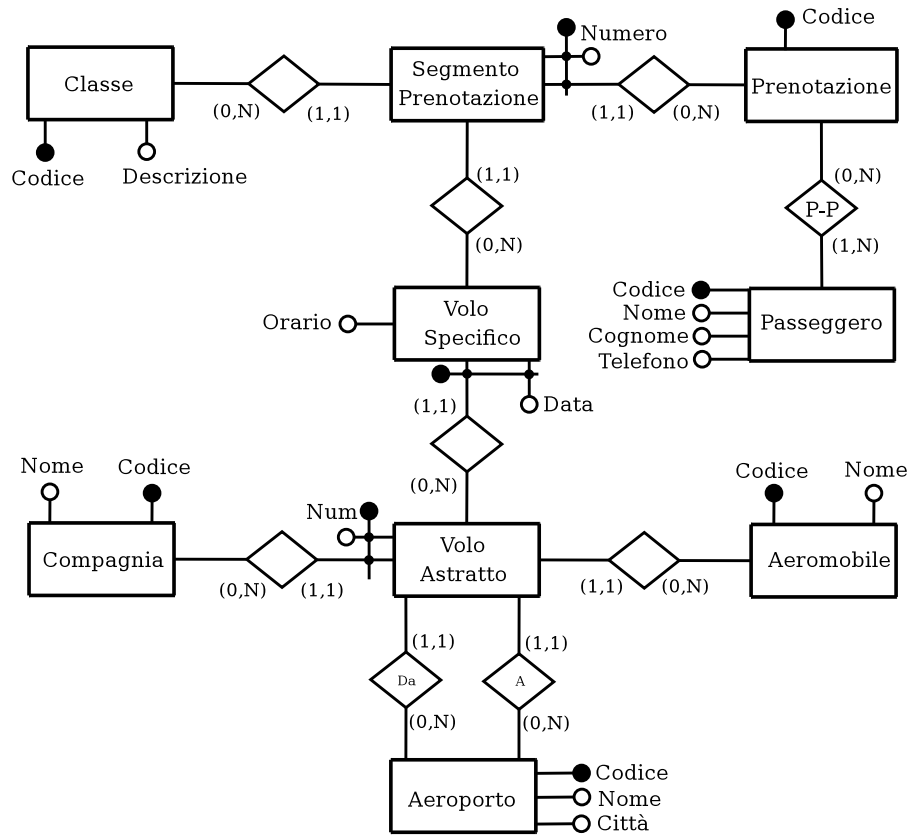 Codice
Numero
Classe
Segmento
Prenotazione
Prenotazione
(0,N)
(1,1)
(1,1)
(0,N)
Codice
Descrizione
(1,1)
(0,N)
P-P
(0,N)
(1,N)
Orario
Volo
Specifico
Codice
Nome
Cognome
Telefono
Passeggero
(1,1)
Data
Nome
Codice
(0,N)
Codice
Nome
Num
Compagnia
Volo
Astratto
Aeromobile
(0,N)
(1,1)
(1,1)
(0,N)
(1,1)
(1,1)
Da
A
(0,N)
(0,N)
Aeroporto
Codice
Nome
Città